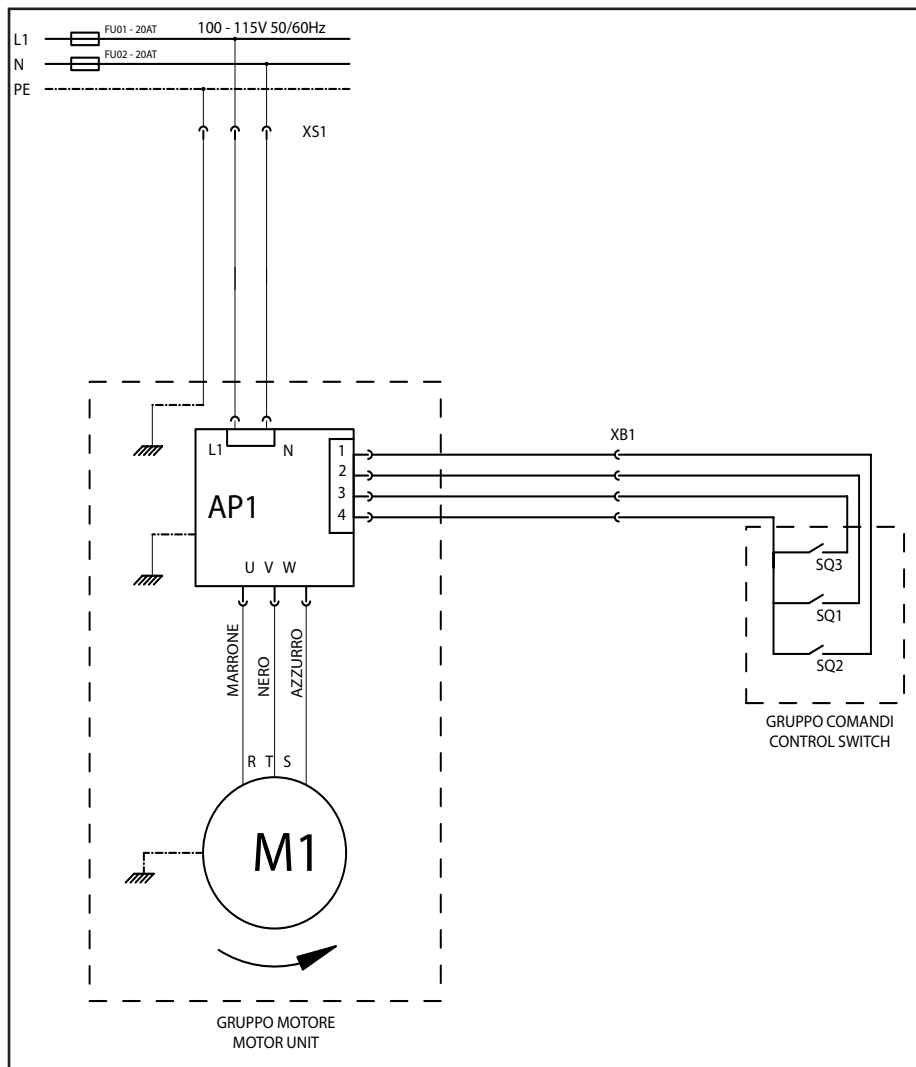 L1
FU01 - 20AT
100 - 115V 50/60Hz
N
FU02 - 20AT
PE
XS1
XB1
L1
N
1
2
3
4
AP1
U V W
SQ3
SQ1
SQ2
MARRONE
NERO
AZZURRO
GRUPPO COMANDI
CONTROL SWITCH
R T S
M1
GRUPPO MOTORE
MOTOR UNIT